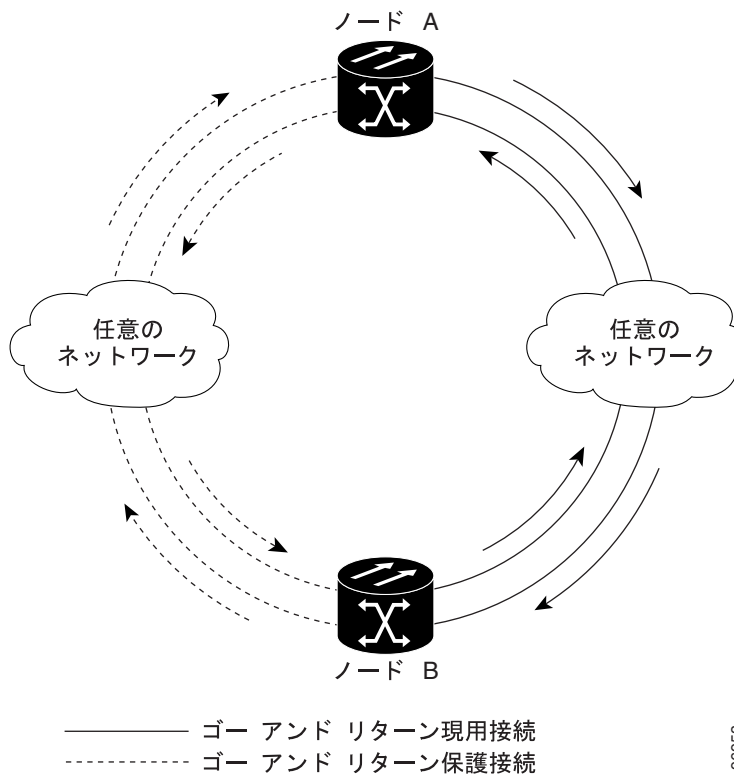 ノード A
任意の
ネットワーク
任意の
ネットワーク
ノード B
ゴー アンド リターン現用接続
ゴー アンド リターン保護接続